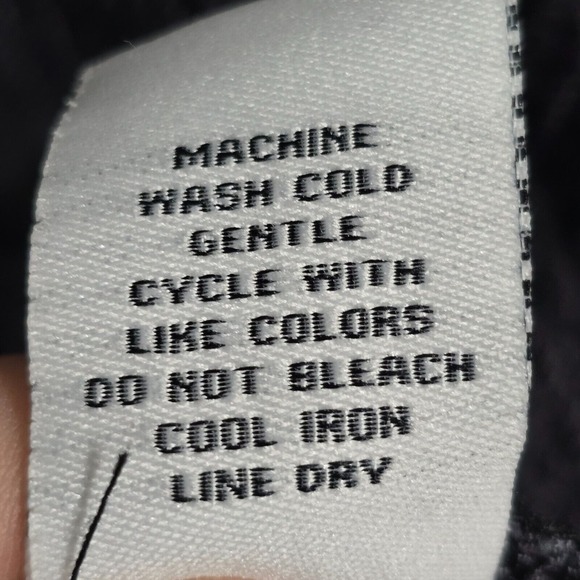 MACHINE
WASH COLD
GENTLE
CYCLE WITH
LIKE COLORS
DO NOT BLEACH
COOL IRON
LINE DRY